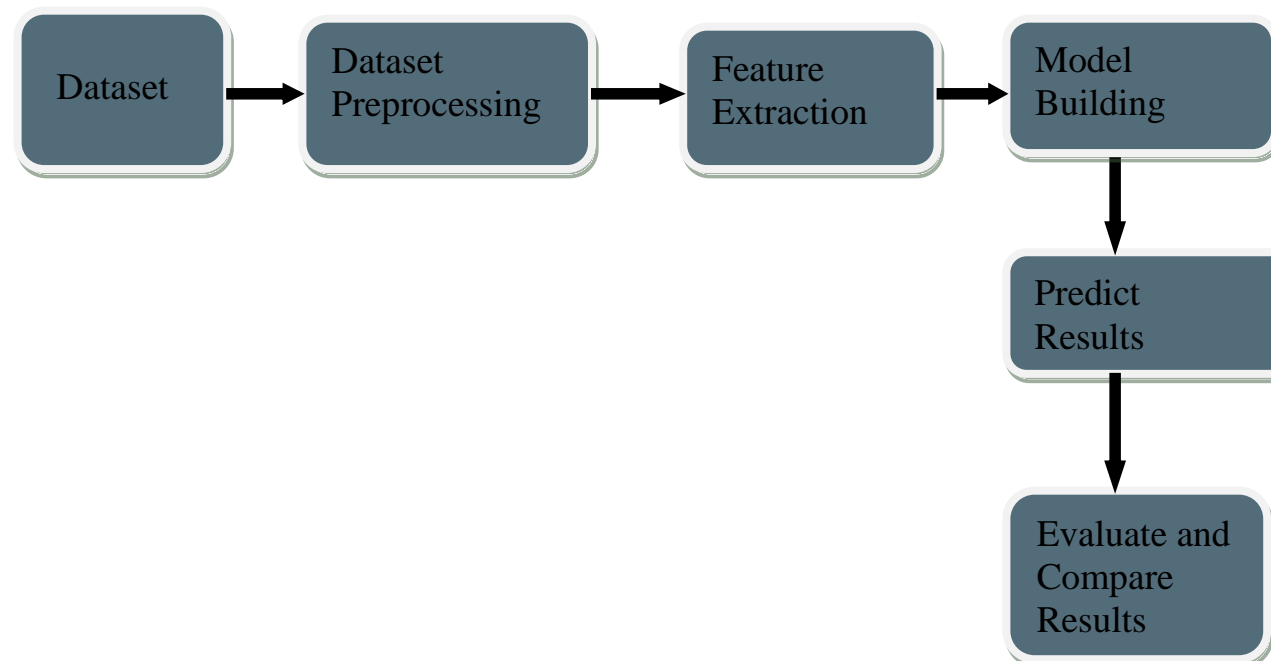 Dataset
Dataset
Preprocessing
Feature
Extraction
Model
Building
Predict
Results
Evaluate and
Compare
Results